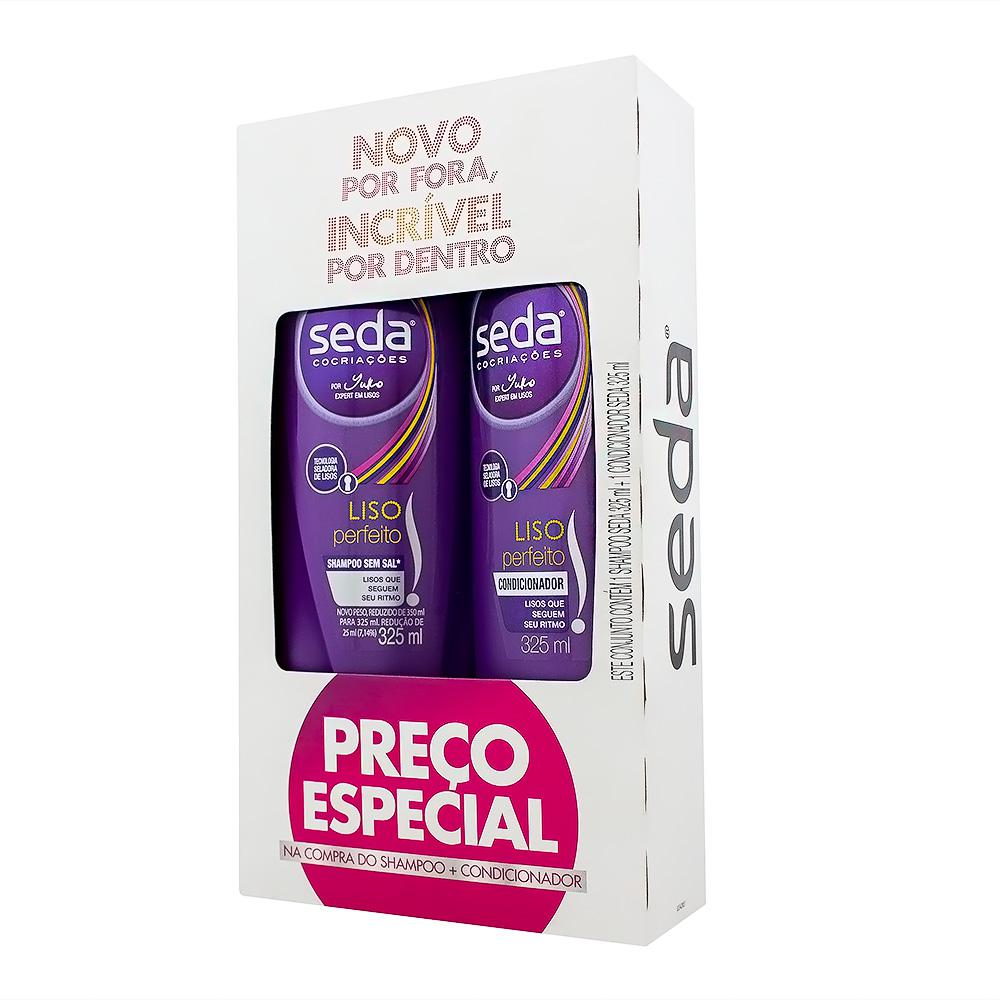 NOVO
POR FORA,
INCRÍVEL
POR DENTRO
seda®
COCRIAÇÕES
POR Yuko
EXPERT EM LISOS
TECNOLOGIA
SELADORA
DE LISOS
LISO
perfeito
SHAMPOO SEM SAL*
LISOS QUE
SEGUEM
SEU RITMO
NOVO PESO, REDUZIDO DE 350 ml
PARA 325 ml. REDUÇÃO DE
25 ml (7,14%) 325 ml
seda®
COCRIAÇÕES
POR Yuko
EXPERT EM LISOS
TECNOLOGIA
SELADORA
DE LISOS
LISO
perfeito
CONDICIONADOR
LISOS QUE
SEGUEM
SEU RITMO
325 ml
PREÇO
ESPECIAL
NA COMPRA DO SHAMPOO + CONDICIONADOR
ESTE CONJUNTO CONTÉM 1 SHAMPOO SEDA 325 ml + 1 CONDICIONADOR SEDA 325 ml
seda®